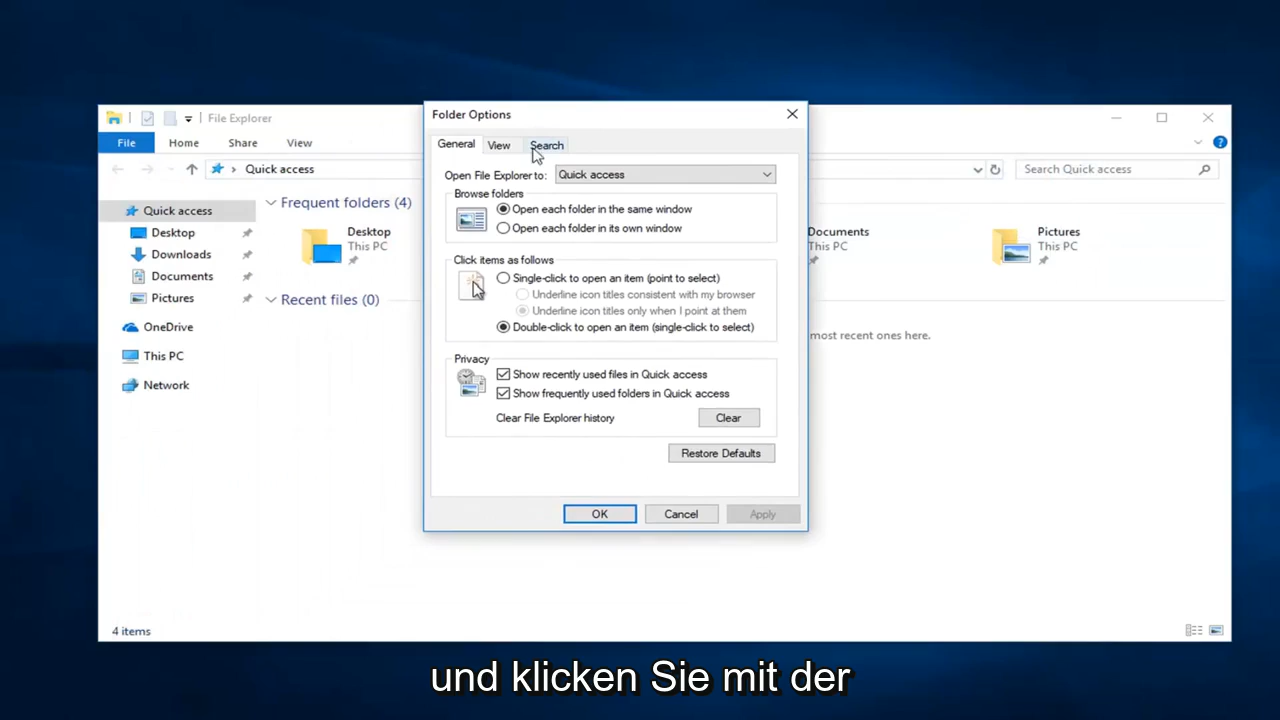 File Explorer
File Home Share View
Quick access
Search Quick access
Quick access
Desktop
Downloads
Documents
Pictures
OneDrive
This PC
Network
Frequent folders (4)
Desktop
This PC
Documents
This PC
Pictures
This PC
Recent files (0)
most recent ones here.
4 items
Folder Options
General View Search
Open File Explorer to: Quick access
Browse folders
Open each folder in the same window
Open each folder in its own window
Click items as follows
Single-click to open an item (point to select)
Underline icon titles consistent with my browser
Underline icon titles only when I point at them
Double-click to open an item (single-click to select)
Privacy
Show recently used files in Quick access
Show frequently used folders in Quick access
Clear File Explorer history Clear
Restore Defaults
OK Cancel Apply
und klicken Sie mit der